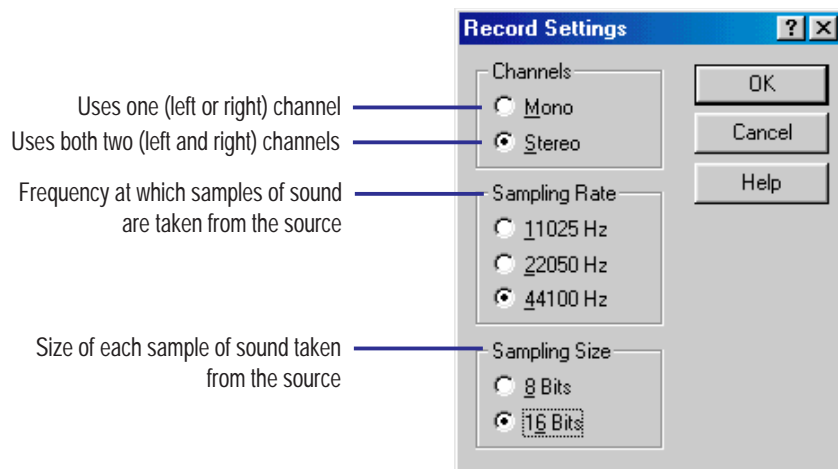 Record Settings
Channels
OK
Uses one (left or right) channel
Mono
Uses both two (left and right) channels
Stereo
Cancel
Help
Frequency at which samples of sound
are taken from the source
Sampling Rate
11025 Hz
22050 Hz
44100 Hz
Size of each sample of sound taken
from the source
Sampling Size
8 Bits
16 Bits